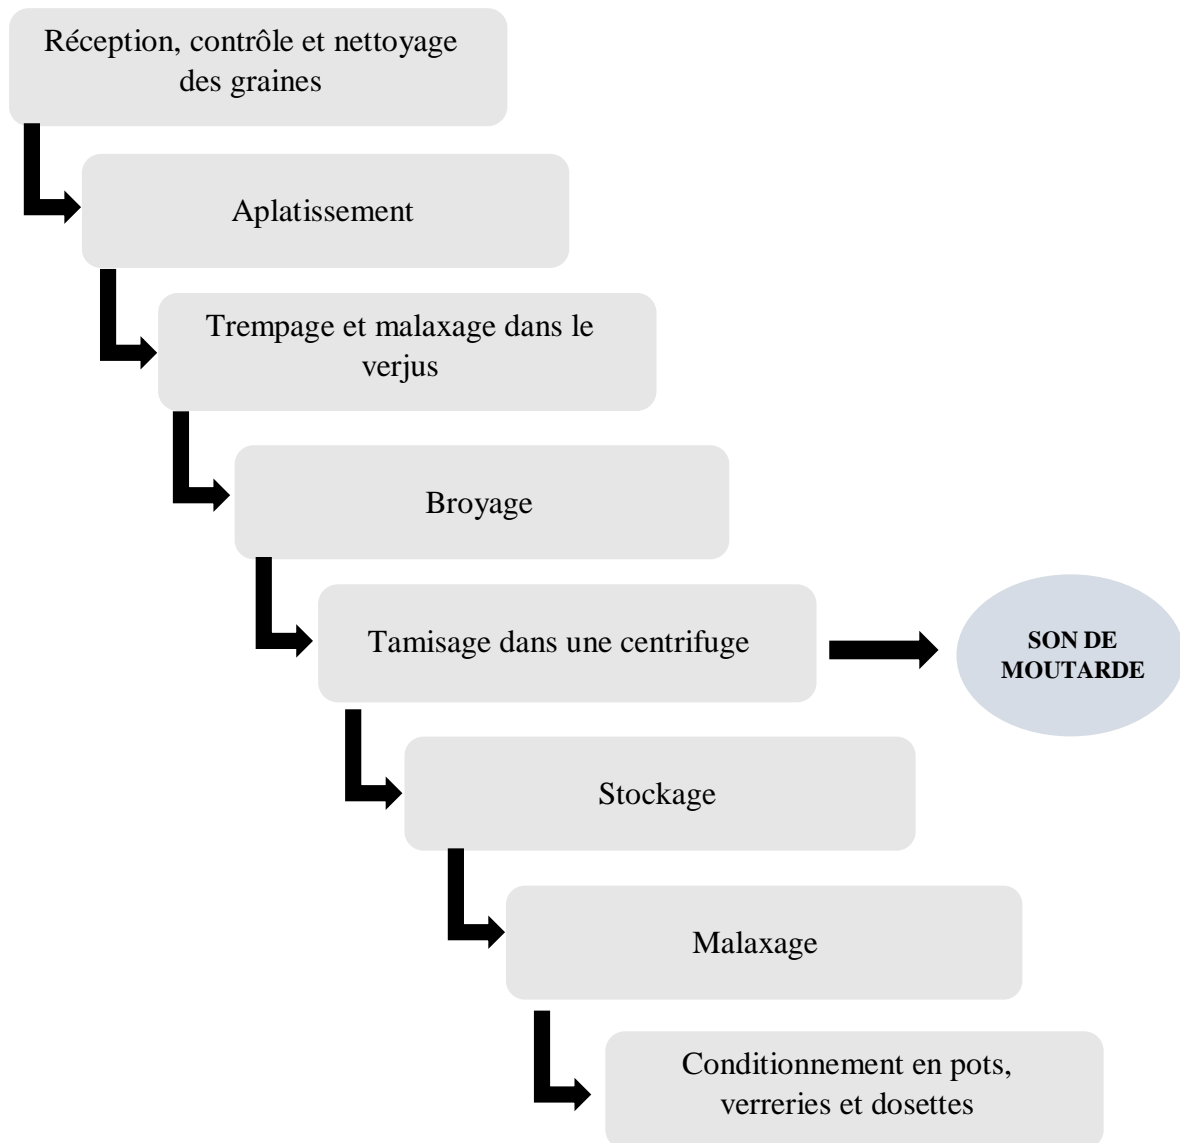 Réception, contrôle et nettoyage
des graines
Aplatissement
Trempage et malaxage dans le
verjus
Broyage
Tamisage dans une centrifuge
SON DE
MOUTARDE
Stockage
Malaxage
Conditionnement en pots,
verreries et dosettes